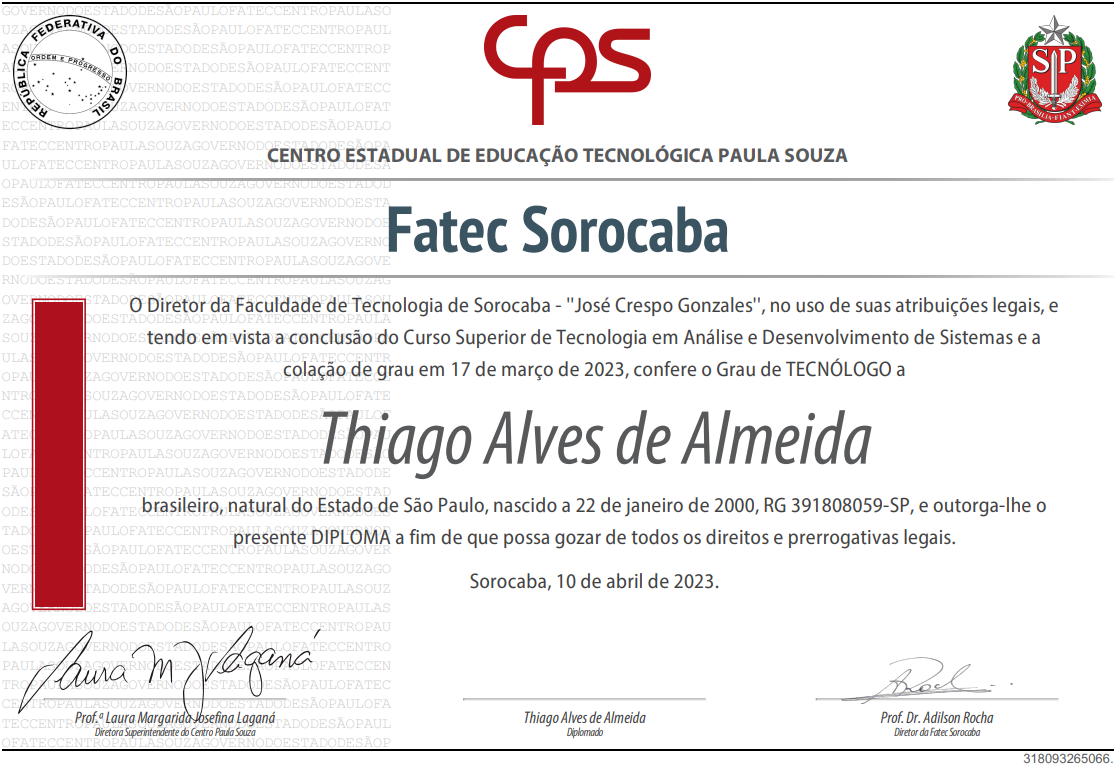 REPÚBLICA FEDERATIVA DO BRASIL
ORDEM E PROGRESSO
cps
SP
PRO·BRASILIA·FIANT·EXIMIA
CENTRO ESTADUAL DE EDUCAÇÃO TECNOLÓGICA PAULA SOUZA
Fatec Sorocaba
O Diretor da Faculdade de Tecnologia de Sorocaba - "José Crespo Gonzales", no uso de suas atribuições legais, e
tendo em vista a conclusão do Curso Superior de Tecnologia em Análise e Desenvolvimento de Sistemas e a
colação de grau em 17 de março de 2023, confere o Grau de TECNÓLOGO a
Thiago Alves de Almeida
brasileiro, natural do Estado de São Paulo, nascido a 22 de janeiro de 2000, RG 391808059-SP, e outorga-lhe o
presente DIPLOMA a fim de que possa gozar de todos os direitos e prerrogativas legais.
Sorocaba, 10 de abril de 2023.
Laura M J Laganá
Prof.ª Laura Margarida Josefina Laganá
Diretora Superintendente do Centro Paula Souza
Thiago Alves de Almeida
Diplomado
Prof. Dr. Adilson Rocha
Diretor da Fatec Sorocaba
318093265066.